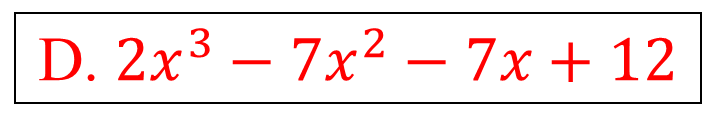 D. 2x³ − 7x² − 7x + 12